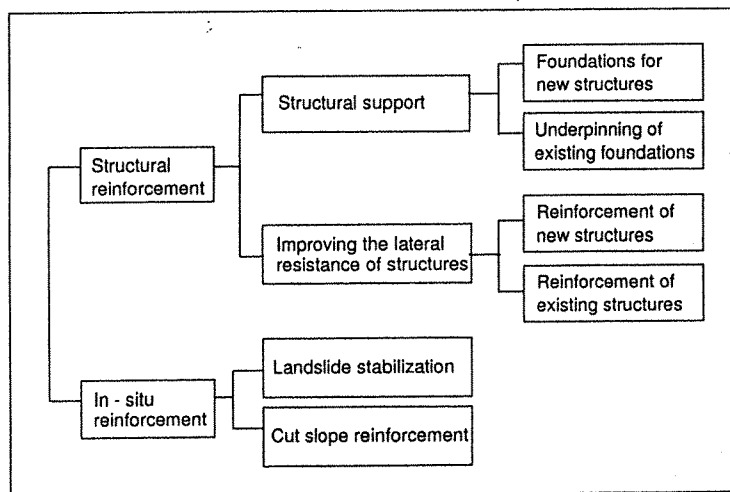 Foundations for
new structures
Structural support
Underpinning of
existing foundations
Structural
reinforcement
Reinforcement of
new structures
Improving the lateral
resistance of structures
Reinforcement of
existing structures
Landslide stabilization
In - situ
reinforcement
Cut slope reinforcement